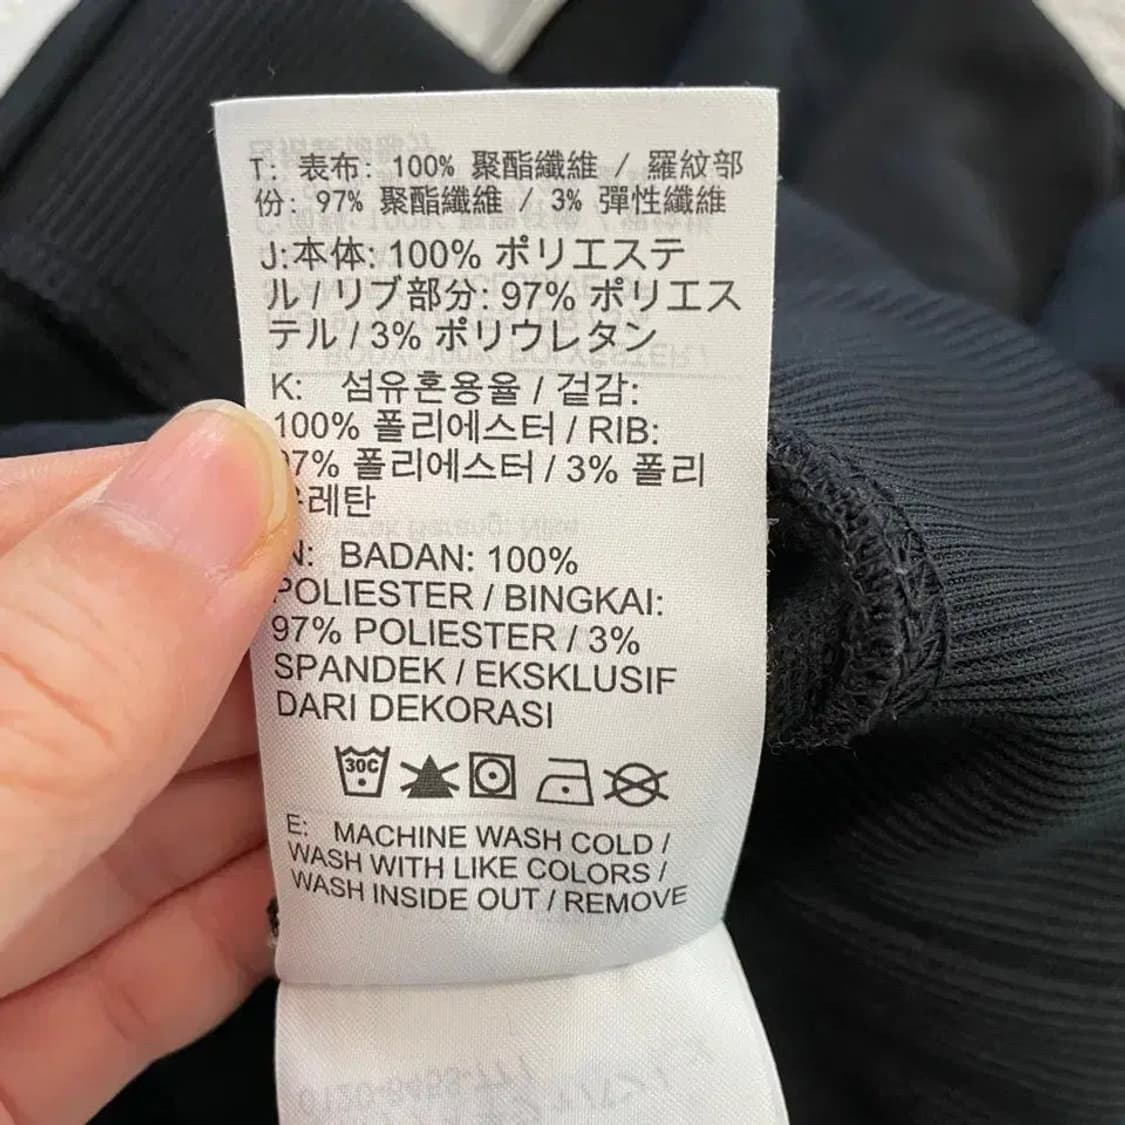 T: 表布: 100% 聚酯纖維 / 羅紋部
份: 97% 聚酯纖維 / 3% 彈性纖維
J:本体: 100% ポリエステ
ル / リブ部分: 97% ポリエス
テル / 3% ポリウレタン
K: 섬유혼용율 / 겉감:
100% 폴리에스터 / RIB:
97% 폴리에스터 / 3% 폴리
우레탄
N: BADAN: 100%
POLIESTER / BINGKAI:
97% POLIESTER / 3%
SPANDEK / EKSKLUSIF
DARI DEKORASI
30C
E: MACHINE WASH COLD /
WASH WITH LIKE COLORS /
WASH INSIDE OUT / REMOVE